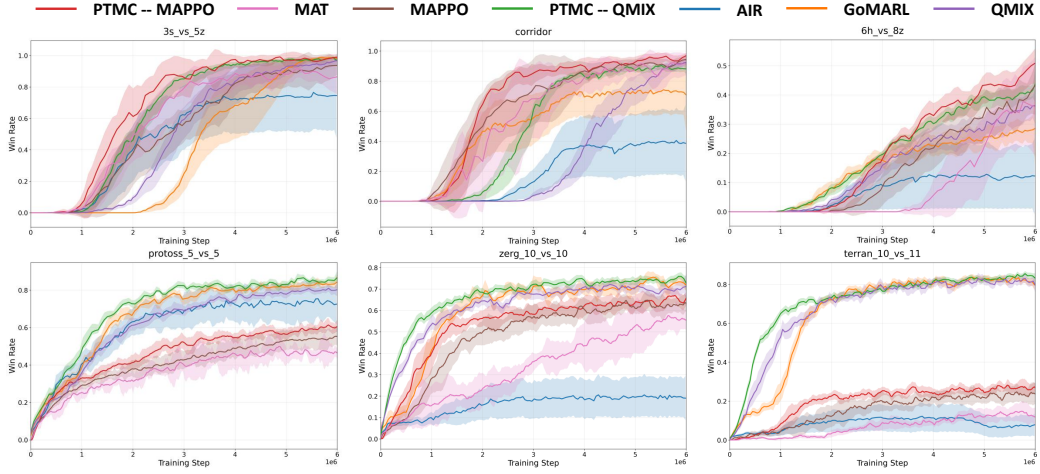 PTMC -- MAPPO MAT MAPPO PTMC -- QMIX AIR GoMARL QMIX
3s_vs_5z corridor 6h_vs_8z
Win Rate
1.0
0.8
0.6
0.4
0.2
0.0
0 1 2 3 4 5 6
Training Step 1e6
Win Rate
1.0
0.8
0.6
0.4
0.2
0.0
0 1 2 3 4 5 6
Training Step 1e6
Win Rate
0.5
0.4
0.3
0.2
0.1
0.0
0 1 2 3 4 5 6
Training Step 1e6
protoss_5_vs_5 zerg_10_vs_10 terran_10_vs_11
Win Rate
0.8
0.6
0.4
0.2
0.0
0 1 2 3 4 5 6
Training Step 1e6
Win Rate
0.8
0.7
0.6
0.5
0.4
0.3
0.2
0.1
0.0
0 1 2 3 4 5 6
Training Step 1e6
Win Rate
0.8
0.6
0.4
0.2
0.0
0 1 2 3 4 5 6
Training Step 1e6